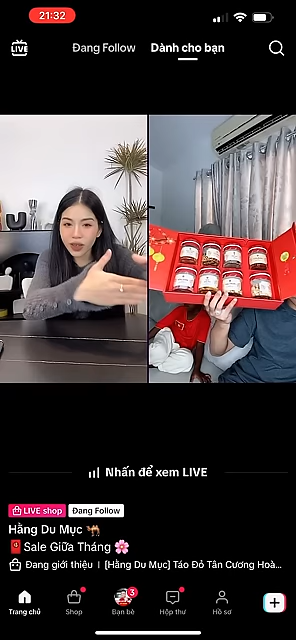 21:32
LIVE
Đang Follow
Dành cho bạn
Nhấn để xem LIVE
LIVE shop
Đang Follow
Hằng Du Mục 🐫
🧧Sale Giữa Tháng 🌸
Đang giới thiệu | [Hằng Du Mục] Táo Đỏ Tân Cương Hoà...
Trang chủ
Shop
Bạn bè
3
Hộp thư
Hồ sơ